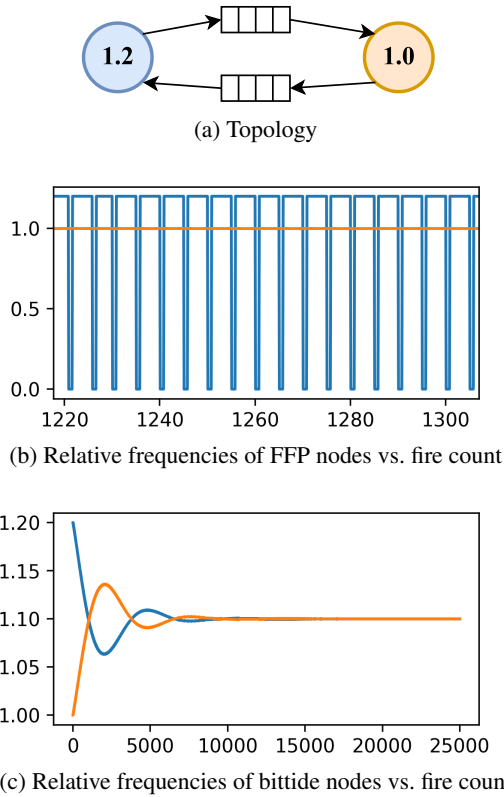 1.2
1.0
(a) Topology
1.0
0.5
0.0
1220 1240 1260 1280 1300
(b) Relative frequencies of FFP nodes vs. fire count
1.20
1.15
1.10
1.05
1.00
0 5000 10000 15000 20000 25000
(c) Relative frequencies of bittide nodes vs. fire coun